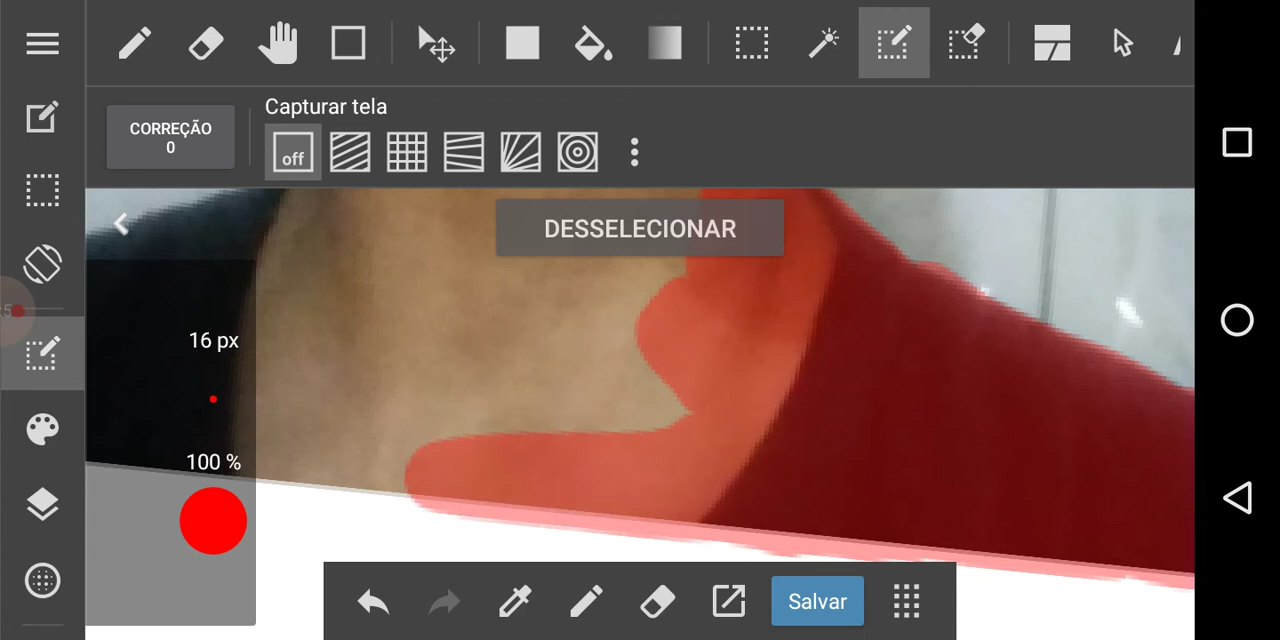 CORREÇÃO
0
Capturar tela
off
DESSELECIONAR
16 px
100 %
Salvar